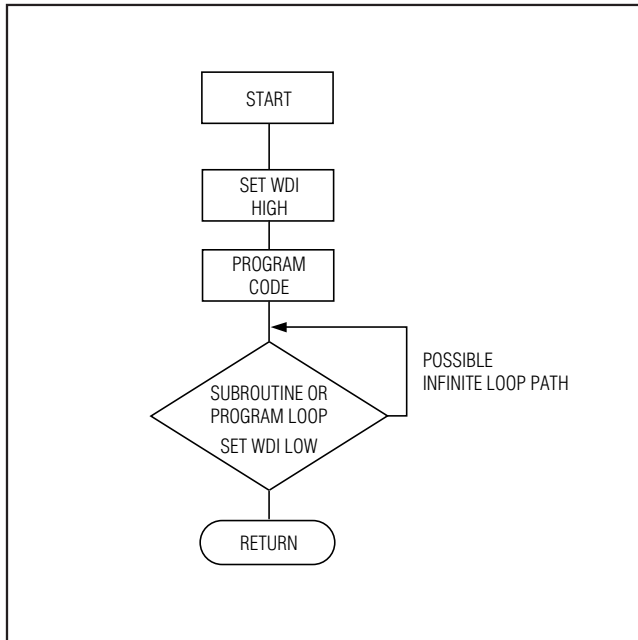 START
SET WDI
HIGH
PROGRAM
CODE
POSSIBLE
INFINITE LOOP PATH
SUBROUTINE OR
PROGRAM LOOP
SET WDI LOW
RETURN